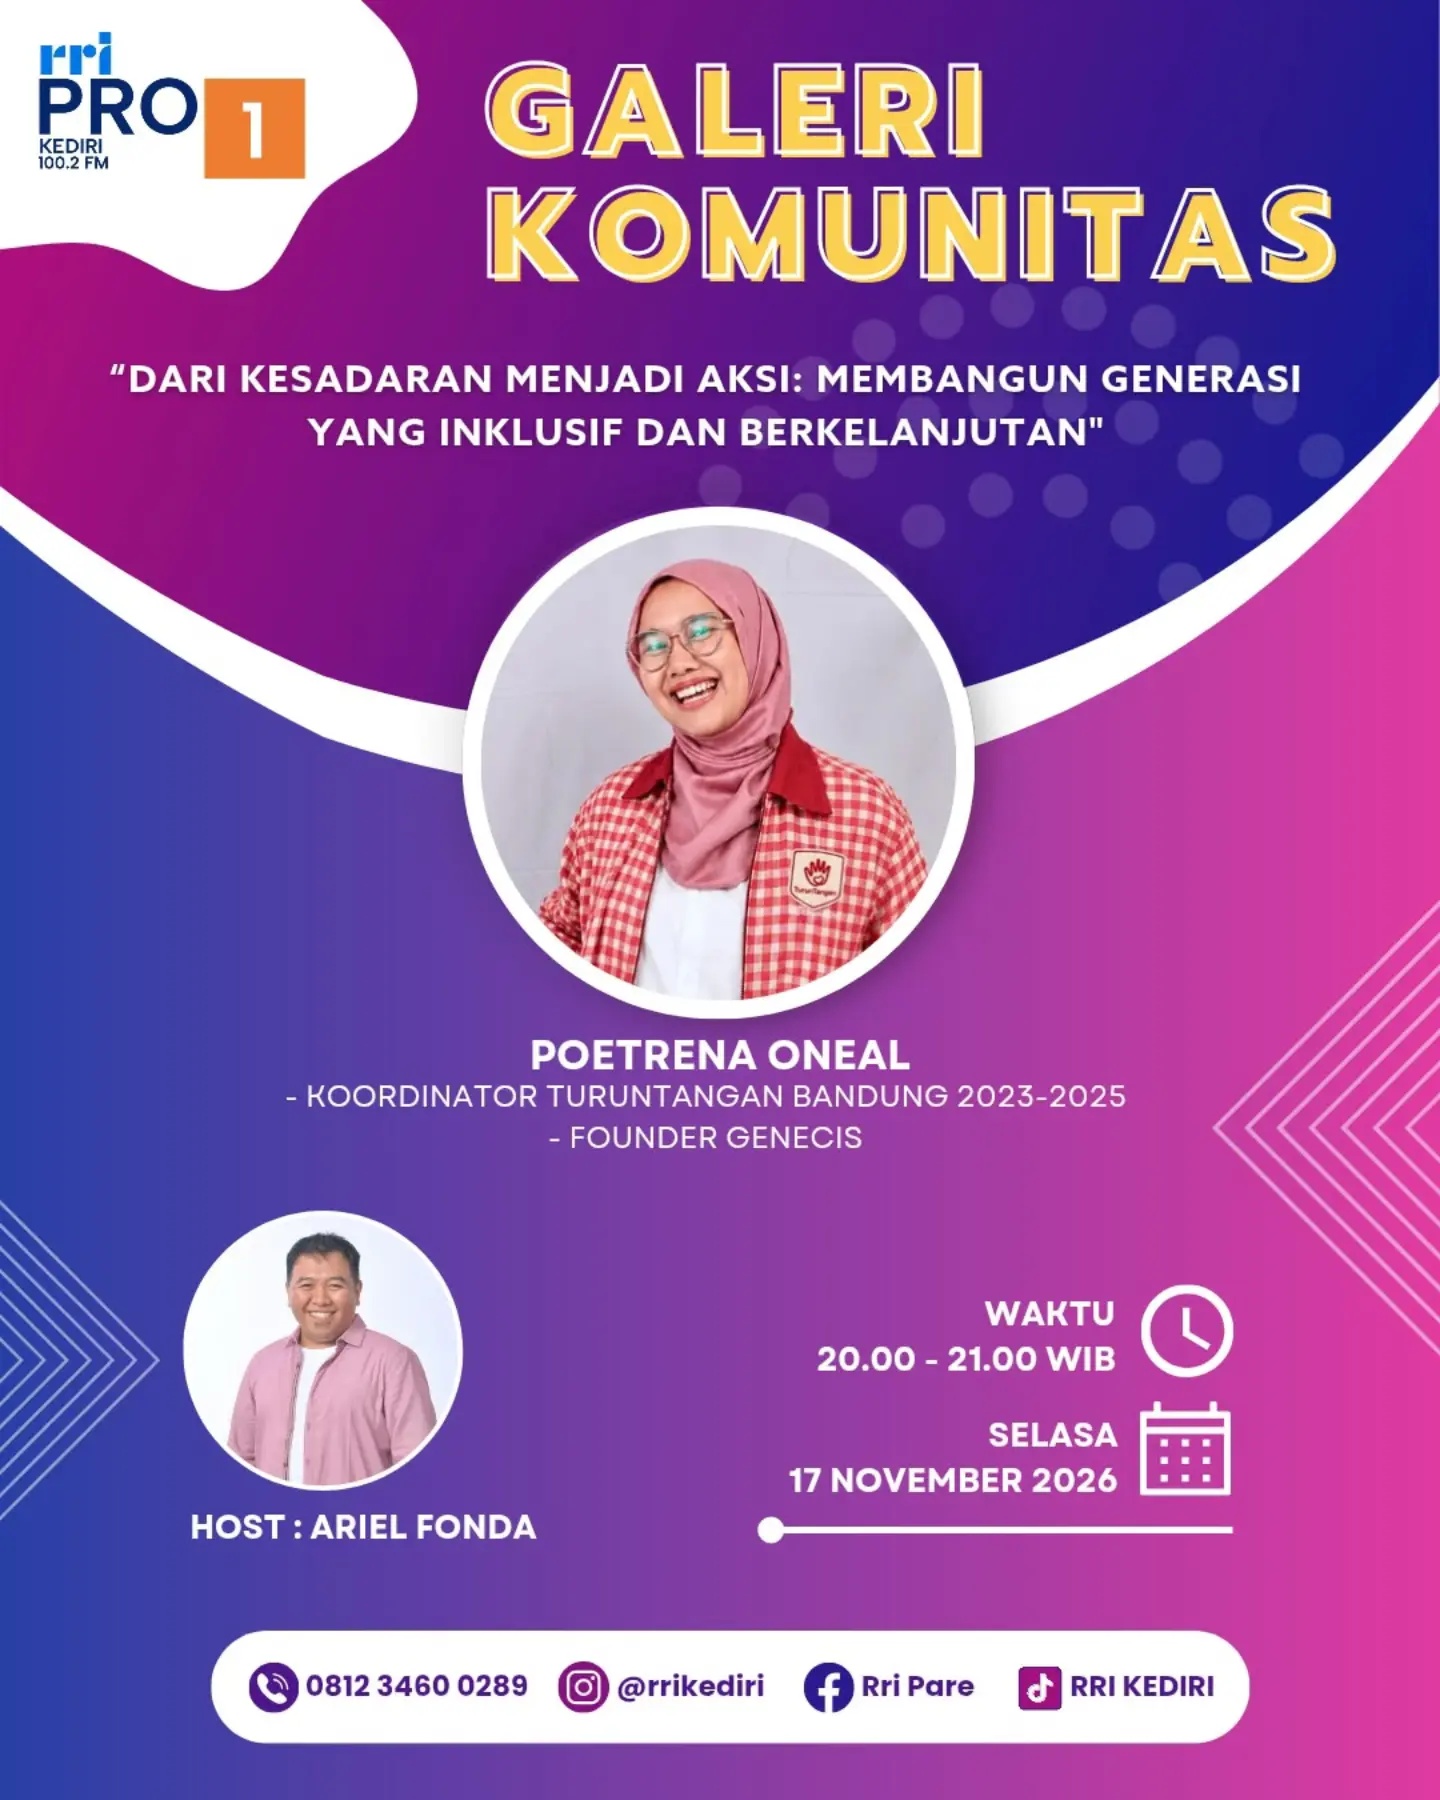 rri
PRO 1
KEDIRI
100.2 FM
GALERI
KOMUNITAS
“DARI KESADARAN MENJADI AKSI: MEMBANGUN GENERASI
YANG INKLUSIF DAN BERKELANJUTAN"
TurunTangan
POETRENA ONEAL
- KOORDINATOR TURUNTANGAN BANDUNG 2023-2025
- FOUNDER GENECIS
WAKTU
20.00 - 21.00 WIB
SELASA
17 NOVEMBER 2026
HOST : ARIEL FONDA
0812 3460 0289 @rrikediri Rri Pare RRI KEDIRI